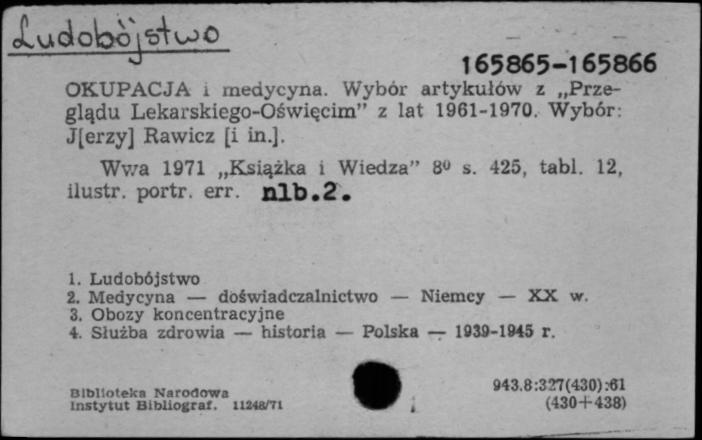 Ludobójstwo
165865-165866
OKUPACJA i medycyna. Wybór artykułów z „Prze-
glądu Lekarskiego-Oświęcim” z lat 1961-1970. Wybór:
J[erzy] Rawicz [i in.].
Wwa 1971 „Książka i Wiedza” 8º s. 425, tabl. 12,
ilustr. portr. err. nlb.2.
1. Ludobójstwo
2. Medycyna — doświadczalnictwo — Niemcy — XX w.
3. Obozy koncentracyjne
4. Służba zdrowia — historia — Polska — 1939-1945 r.
943.8:327(430):61
Biblioteka Narodowa
Instytut Bibliograf. 11248/71
(430+438)